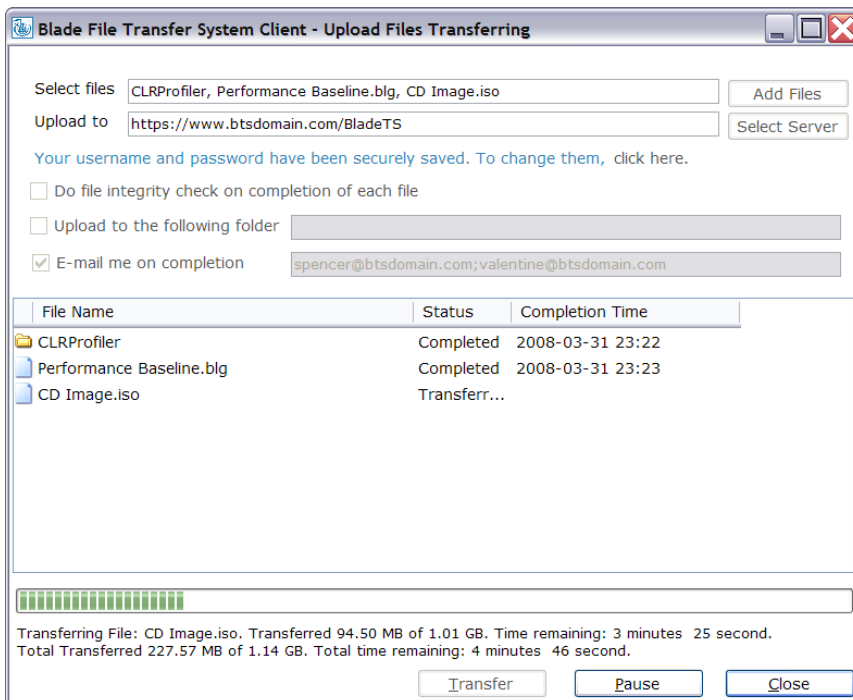 Blade File Transfer System Client - Upload Files Transferring
Select files CLRProfiler, Performance Baseline.blg, CD Image.iso Add Files
Upload to https://www.btsdomain.com/BladeTS Select Server
Your username and password have been securely saved. To change them, click here.
Do file integrity check on completion of each file
Upload to the following folder
E-mail me on completion spencer@btsdomain.com;valentine@btsdomain.com
File Name Status Completion Time
CLRProfiler Completed 2008-03-31 23:22
Performance Baseline.blg Completed 2008-03-31 23:23
CD Image.iso Transferr...
Transferring File: CD Image.iso. Transferred 94.50 MB of 1.01 GB. Time remaining: 3 minutes 25 second.
Total Transferred 227.57 MB of 1.14 GB. Total time remaining: 4 minutes 46 second.
Transfer Pause Close